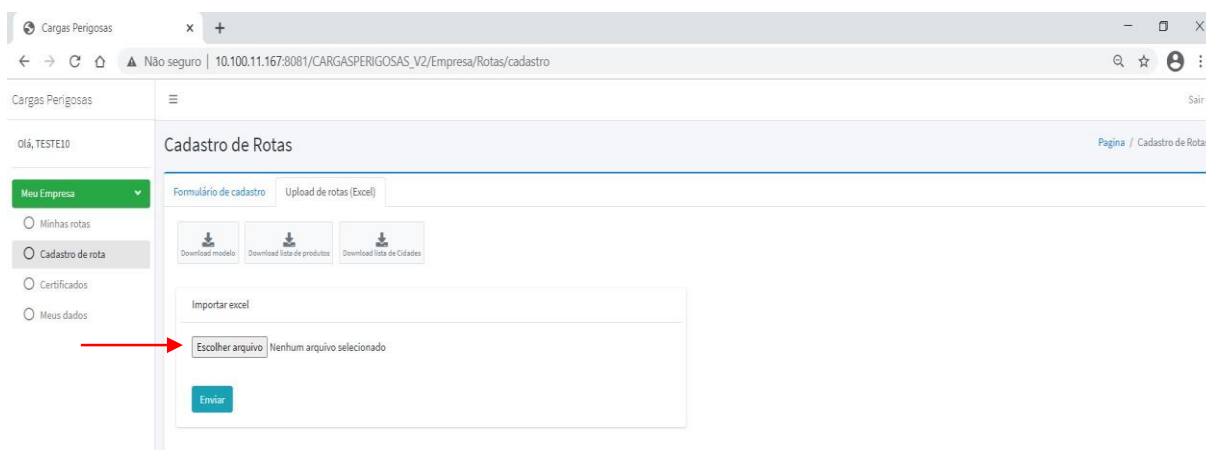 Cargas Perigosas
Não seguro | 10.100.11.167:8081/CARGASPERIGOSAS_V2/Empresa/Rotas/cadastro
Cargas Perigosas
Sair
Olá, TESTE10
Cadastro de Rotas
Pagina / Cadastro de Rotas
Meu Empresa
Minhas rotas
Cadastro de rota
Certificados
Meus dados
Formulário de cadastro
Upload de rotas (Excel)
Download modelo
Download lista de produtos
Download lista de Cidades
Importar excel
Escolher arquivo Nenhum arquivo selecionado
Enviar